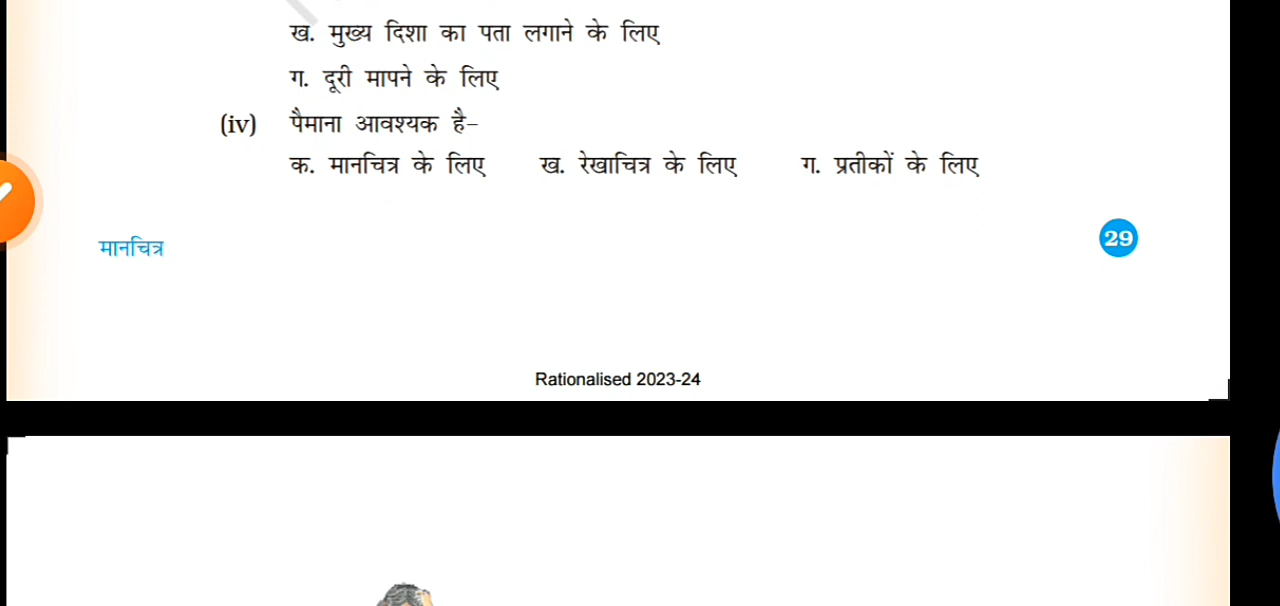 ख. मुख्य दिशा का पता लगाने के लिए
ग. दूरी मापने के लिए
(iv) पैमाना आवश्यक है–
क. मानचित्र के लिए ख. रेखाचित्र के लिए ग. प्रतीकों के लिए
मानचित्र 29
Rationalised 2023-24